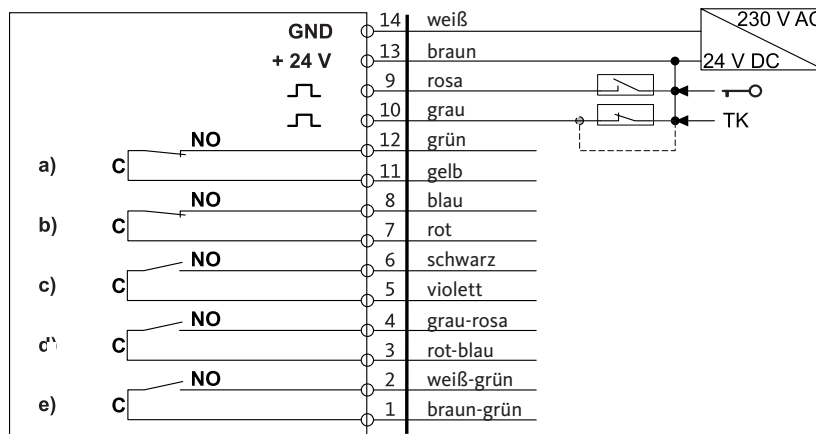 GND 14 weiß 230 V AC
+ 24 V 13 braun 24 V DC
9 rosa
10 grau TK
NO 12 grün
a) C 11 gelb
NO 8 blau
b) C 7 rot
NO 6 schwarz
c) C 5 violett
NO 4 grau-rosa
C 3 rot-blau
NO 2 weiß-grün
e) C 1 braun-grün